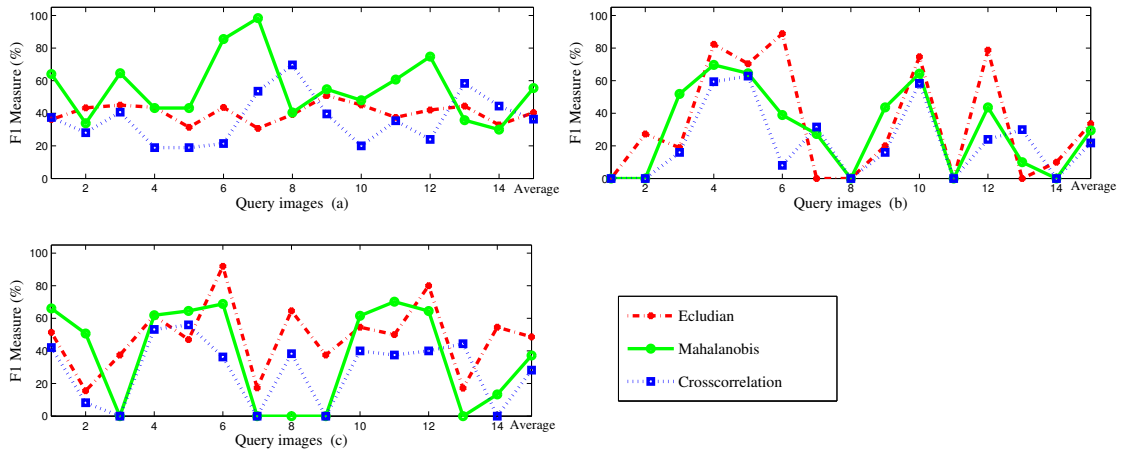 100
80
60
40
20
0
F1 Measure (%)
2 4 6 8 10 12 14 Average
Query images (a)
100
80
60
40
20
0
F1 Measure (%)
2 4 6 8 10 12 14 Average
Query images (b)
100
80
60
40
20
0
F1 Measure (%)
2 4 6 8 10 12 14 Average
Query images (c)
Ecludian
Mahalanobis
Crosscorrelation